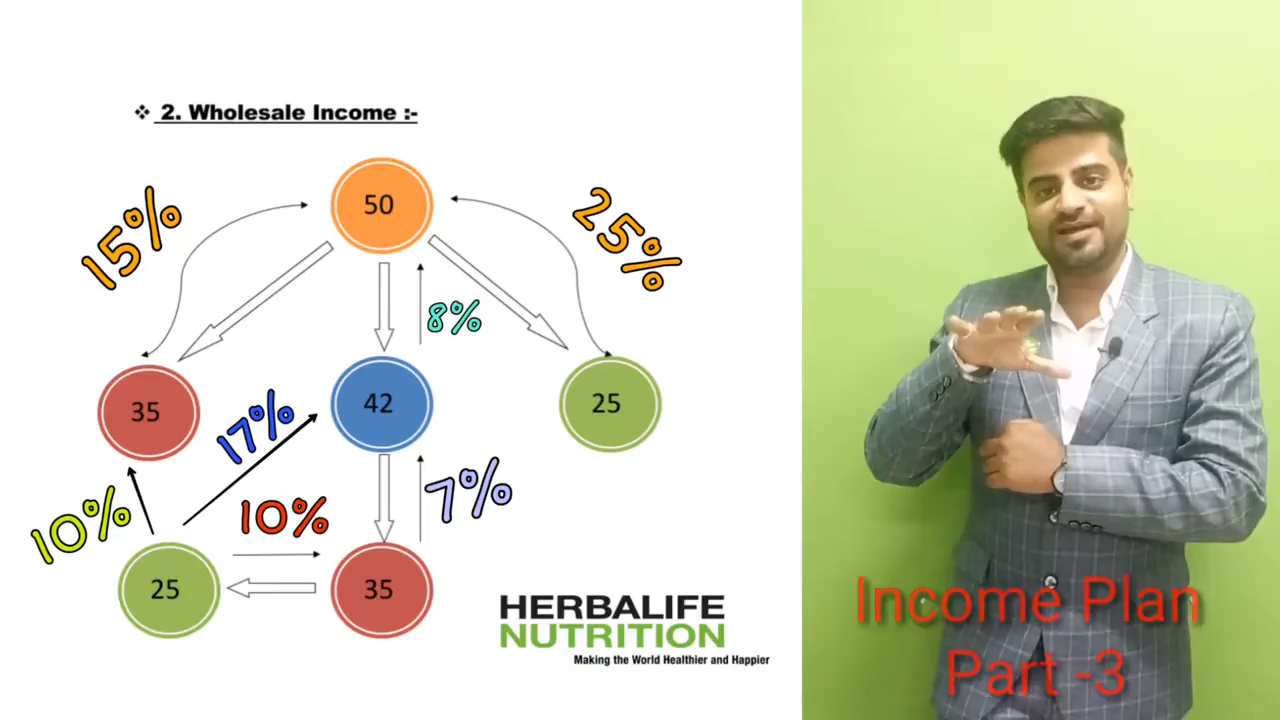 ❖ 2. Wholesale Income :-
50
15%
25%
8%
35
42
25
17%
10%
10%
7%
25
35
HERBALIFE
NUTRITION
Making the World Healthier and Happier
Income Plan
Part -3